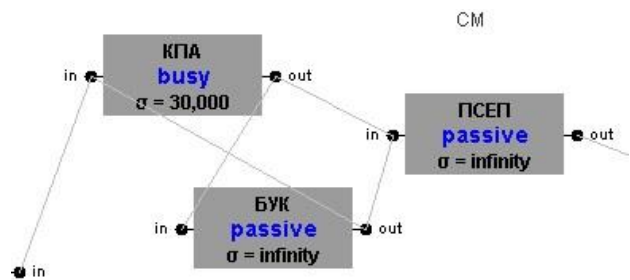 СМ
КПА
in busy out
σ = 30,000
ПСЕП
in passive out
σ = infinity
БУК
in passive out
σ = infinity
in